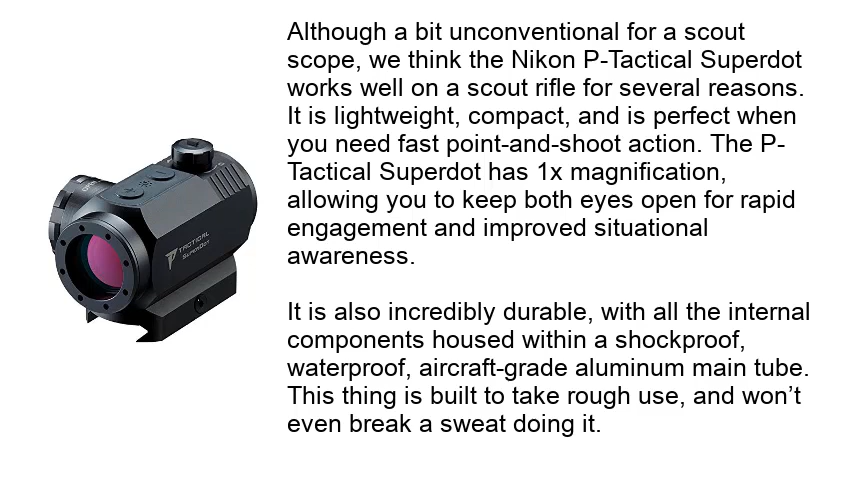 Although a bit unconventional for a scout
scope, we think the Nikon P-Tactical Superdot
works well on a scout rifle for several reasons.
It is lightweight, compact, and is perfect when
you need fast point-and-shoot action. The P-
Tactical Superdot has 1x magnification,
allowing you to keep both eyes open for rapid
engagement and improved situational
awareness.
It is also incredibly durable, with all the internal
components housed within a shockproof,
waterproof, aircraft-grade aluminum main tube.
This thing is built to take rough use, and won’t
even break a sweat doing it.
P TACTICAL
SUPERDOT